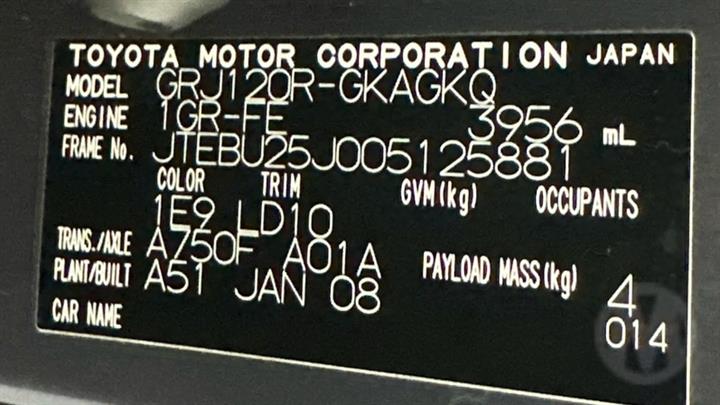 TOYOTA MOTOR CORPORATION JAPAN
MODEL GRJ120R-GKAGKQ
ENGINE 1GR-FE 3956 mL
FRAME No. JTEBU25J005125881
COLOR TRIM GVM(kg) OCCUPANTS
1E9 LD10
TRANS./AXLE A750F A01A PAYLOAD MASS(kg)
PLANT/BUILT A51 JAN 08 4
CAR NAME 014